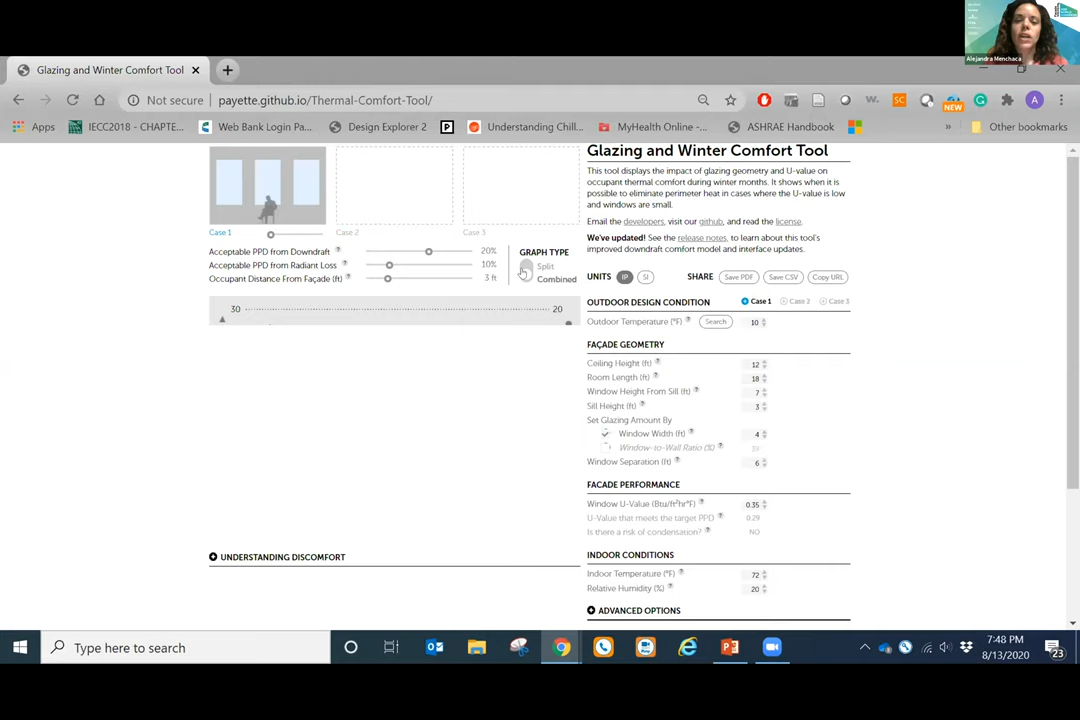 Alejandra Menchaca
Glazing and Winter Comfort Tool
Not secure
payette.github.io/Thermal-Comfort-Tool/
NEW
W.
SC
A
Apps
IECC2018 - CHAPTE...
Web Bank Login Pa...
Design Explorer 2
P
Understanding Chill...
MyHealth Online -...
ASHRAE Handbook
»
Other bookmarks
Case 1
Case 2
Case 3
Acceptable PPD from Downdraft ? 20%
Acceptable PPD from Radiant Loss ? 10%
Occupant Distance From Façade (ft) ? 3 ft
GRAPH TYPE
Split
Combined
30 20
UNDERSTANDING DISCOMFORT
Glazing and Winter Comfort Tool
This tool displays the impact of glazing geometry and U-value on
occupant thermal comfort during winter months. It shows when it is
possible to eliminate perimeter heat in cases where the U-value is low
and windows are small.
Email the developers, visit our github, and read the license.
We've updated! See the release notes, to learn about this tool's
improved downdraft comfort model and interface updates.
UNITS IP SI SHARE Save PDF Save CSV Copy URL
OUTDOOR DESIGN CONDITION Case 1 Case 2 Case 3
Outdoor Temperature (°F) ? Search 10
FAÇADE GEOMETRY
Ceiling Height (ft) ? 12
Room Length (ft) ? 18
Window Height From Sill (ft) ? 7
Sill Height (ft) ? 3
Set Glazing Amount By
Window Width (ft) ? 4
Window-to-Wall Ratio (%) ?
Window Separation (ft) ? 6
FACADE PERFORMANCE
Window U-Value (Btu/ft²hr°F) ? 0.35
U-Value that meets the target PPD ? 0.29
Is there a risk of condensation? ? NO
INDOOR CONDITIONS
Indoor Temperature (°F) ? 72
Relative Humidity (%) ? 20
ADVANCED OPTIONS
Type here to search
7:48 PM
8/13/2020
23